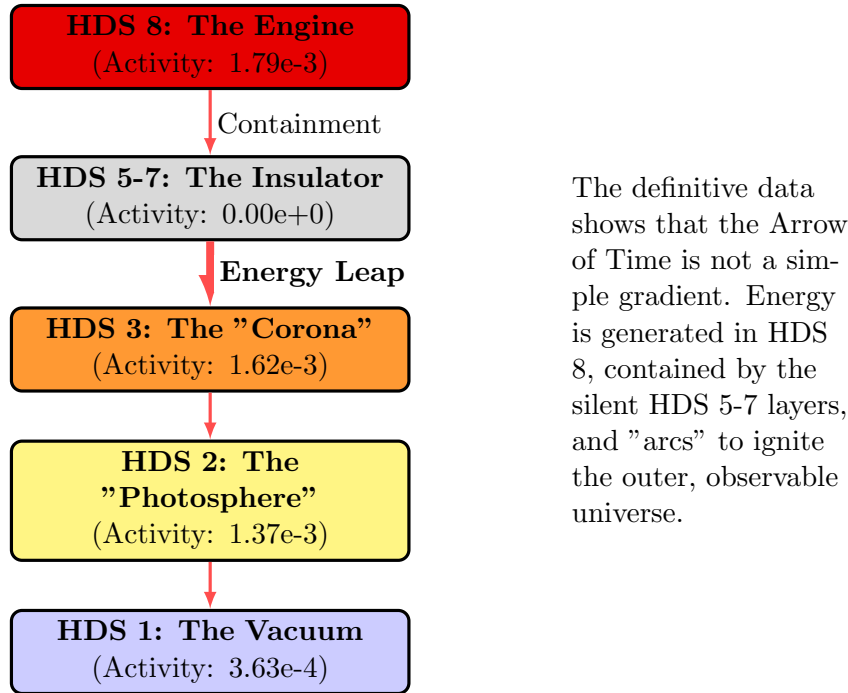 HDS 8: The Engine
(Activity: 1.79e-3)
Containment
HDS 5-7: The Insulator
(Activity: 0.00e+0)
Energy Leap
HDS 3: The ”Corona”
(Activity: 1.62e-3)
HDS 2: The
”Photosphere”
(Activity: 1.37e-3)
HDS 1: The Vacuum
(Activity: 3.63e-4)
The definitive data
shows that the Arrow
of Time is not a sim-
ple gradient. Energy
is generated in HDS
8, contained by the
silent HDS 5-7 layers,
and ”arcs” to ignite
the outer, observable
universe.